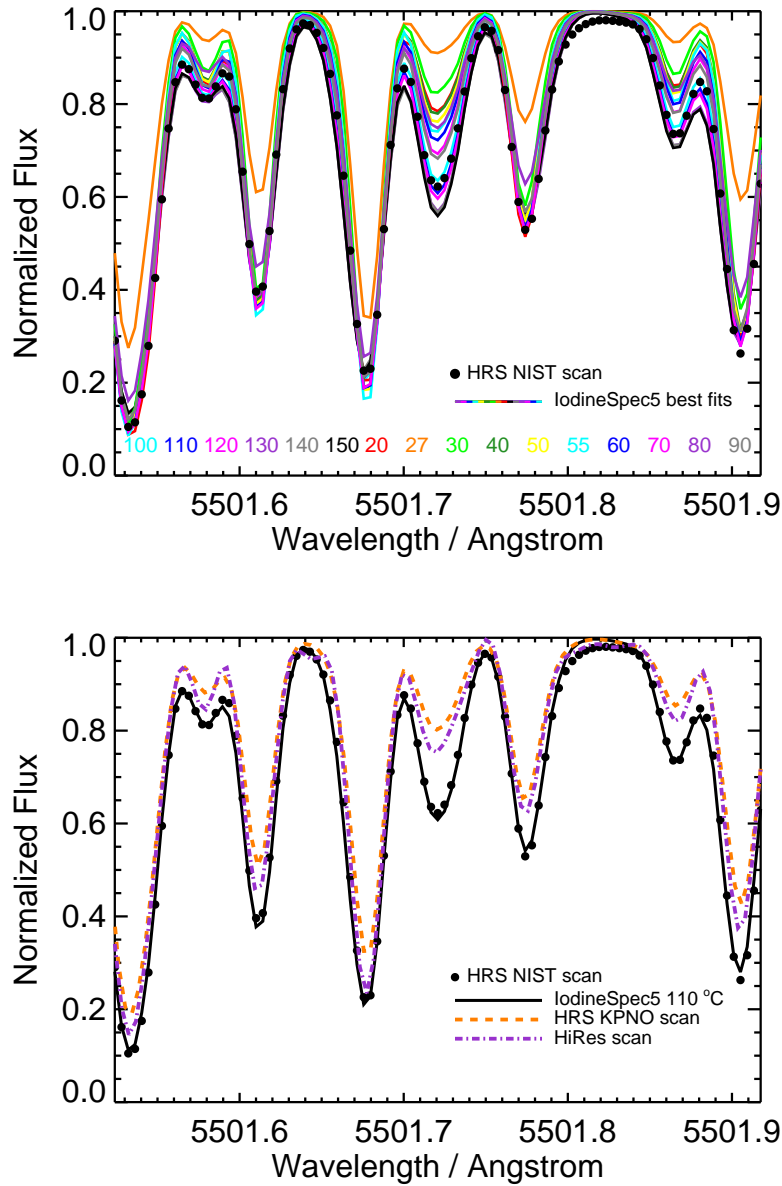 1.0
0.8
0.6
0.4
0.2
0.0
Normalized Flux
HRS NIST scan
IodineSpec5 best fits
100 110 120 130 140 150 20 27 30 40 50 55 60 70 80 90
5501.6 5501.7 5501.8 5501.9
Wavelength / Angstrom
1.0
0.8
0.6
0.4
0.2
0.0
Normalized Flux
HRS NIST scan
IodineSpec5 110 °C
HRS KPNO scan
HiRes scan
5501.6 5501.7 5501.8 5501.9
Wavelength / Angstrom